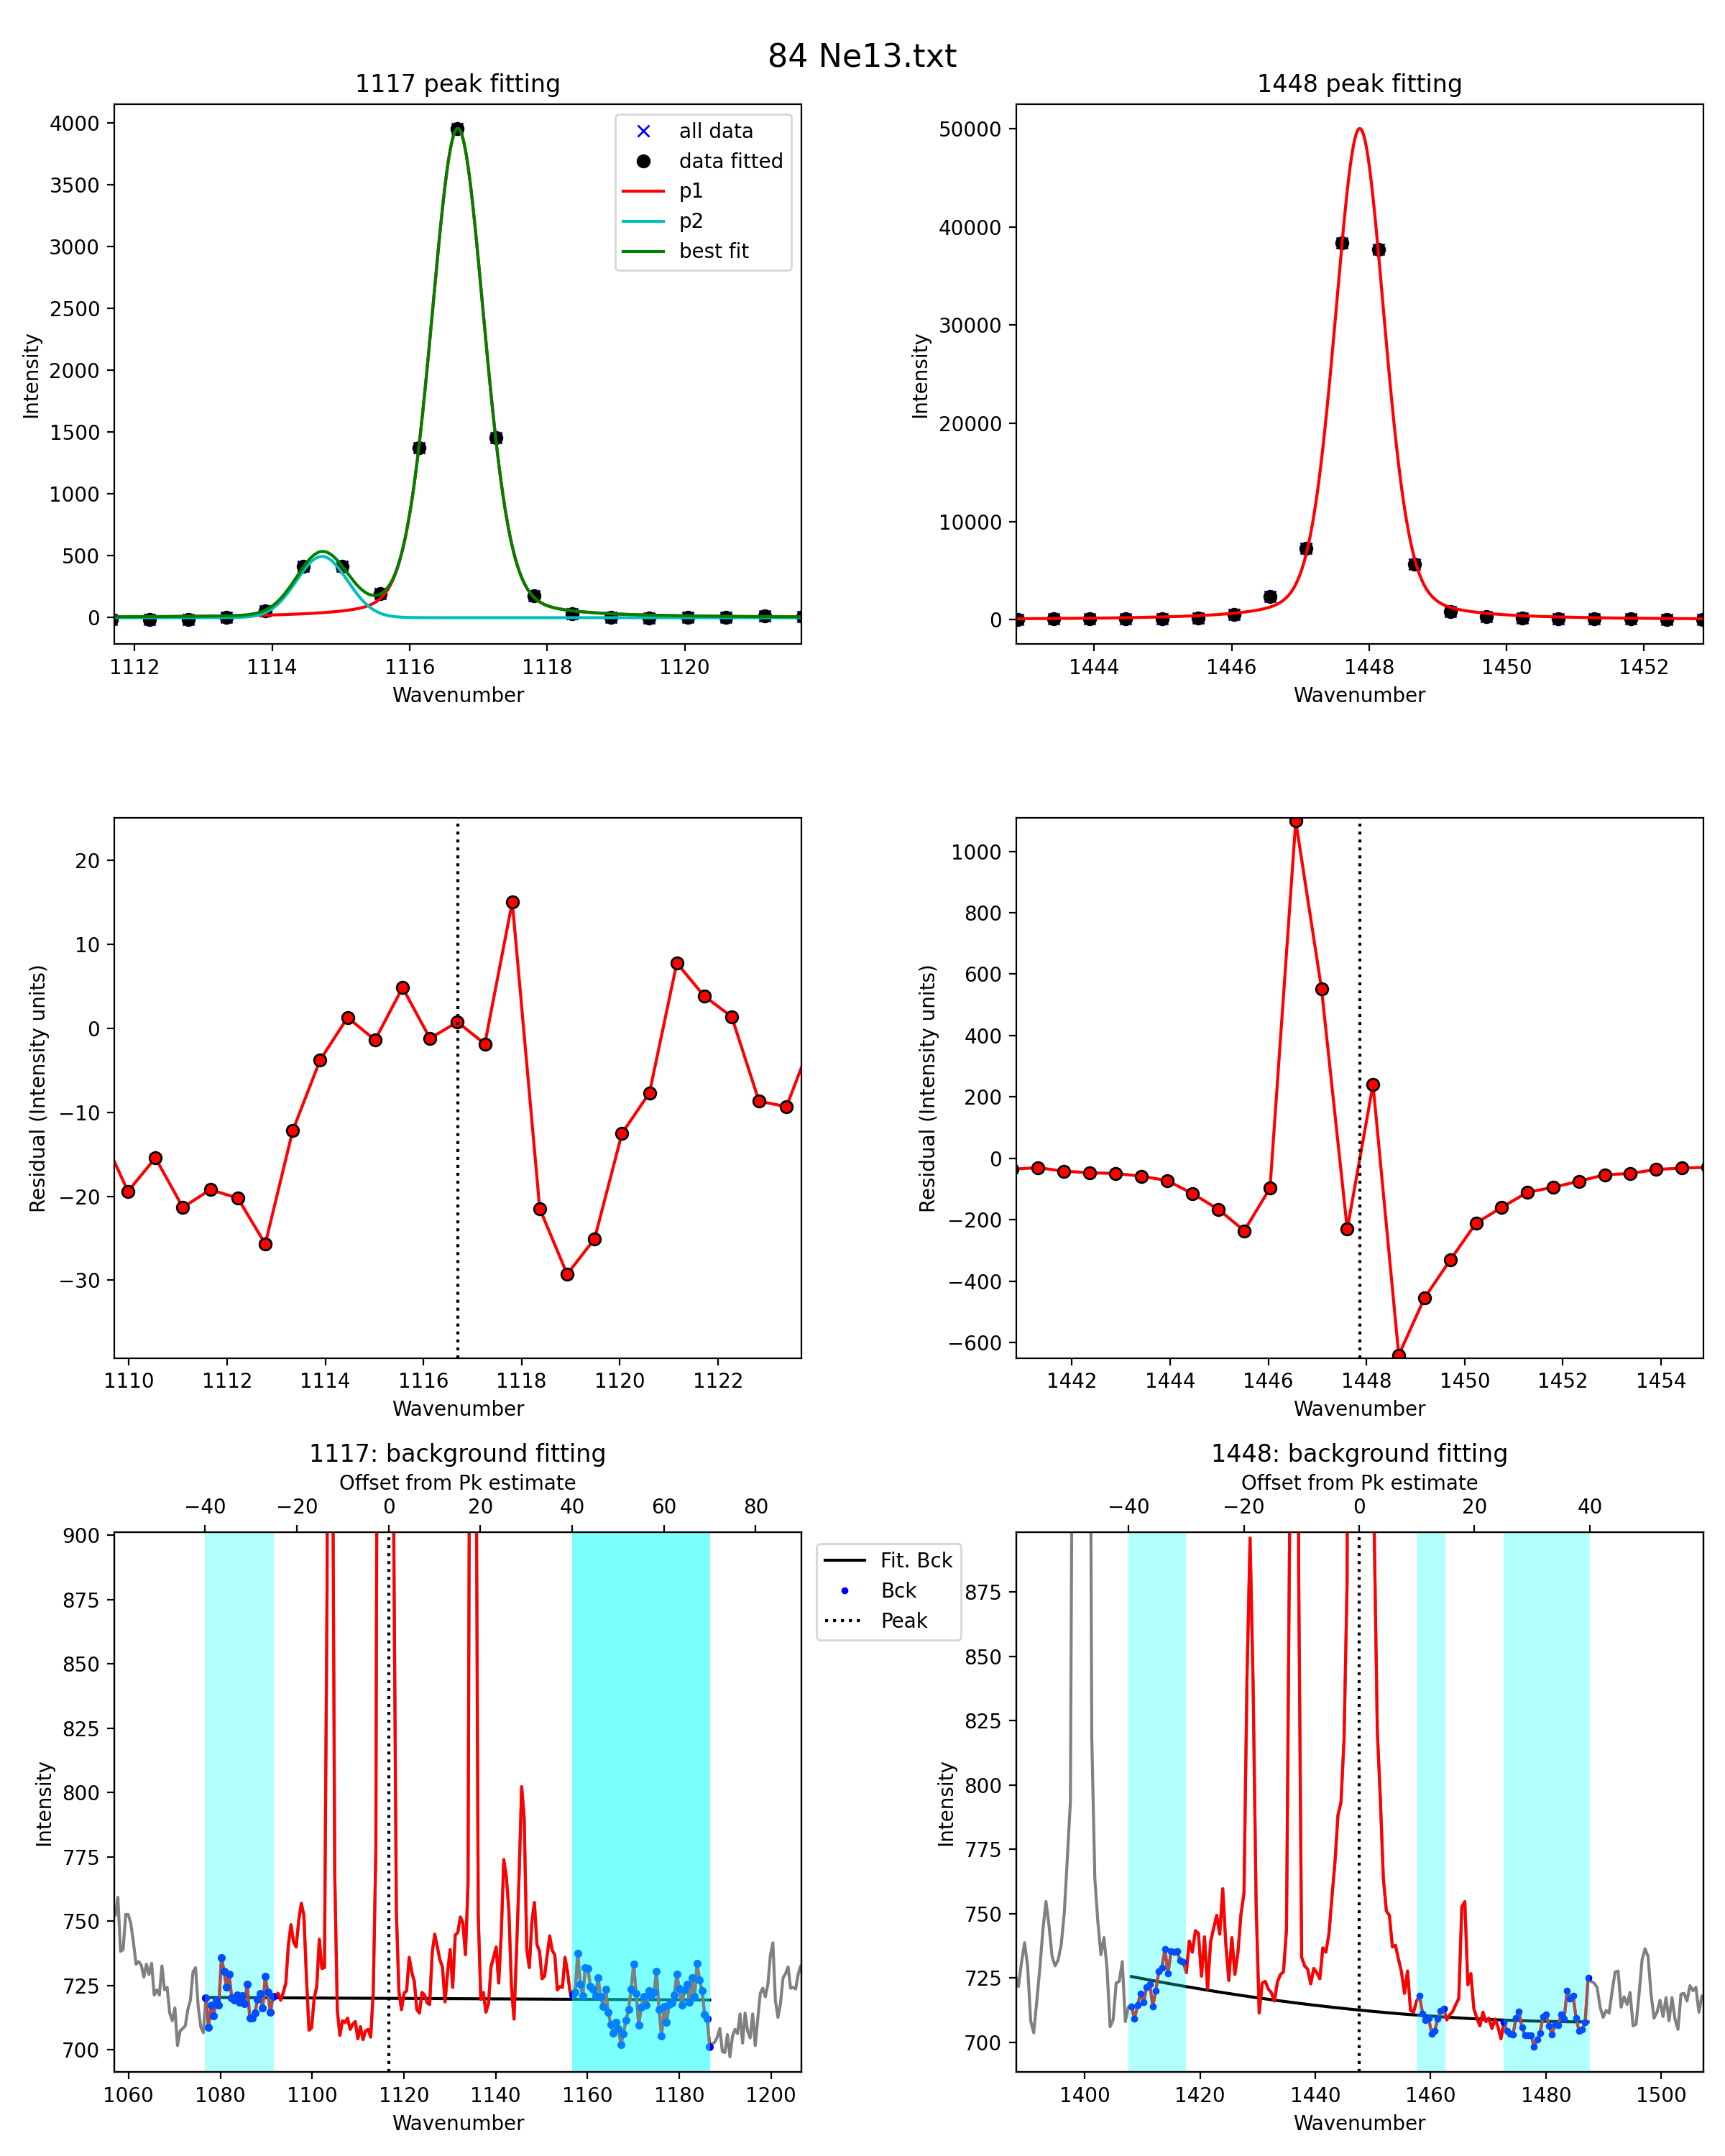 84 Ne13.txt
1117 peak fitting
4000
3500
3000
2500
2000
1500
1000
500
0
Intensity
all data
data fitted
p1
p2
best fit
1112 1114 1116 1118 1120
Wavenumber
1448 peak fitting
50000
40000
30000
20000
10000
0
Intensity
1444 1446 1448 1450 1452
Wavenumber
20
10
0
−10
−20
−30
Residual (Intensity units)
1110 1112 1114 1116 1118 1120 1122
Wavenumber
1000
800
600
400
200
0
−200
−400
−600
Residual (Intensity units)
1442 1444 1446 1448 1450 1452 1454
Wavenumber
1117: background fitting
Offset from Pk estimate
−40 −20 0 20 40 60 80
900
875
850
825
800
775
750
725
700
Intensity
1060 1080 1100 1120 1140 1160 1180 1200
Wavenumber
Fit. Bck
Bck
Peak
1448: background fitting
Offset from Pk estimate
−40 −20 0 20 40
875
850
825
800
775
750
725
700
Intensity
1400 1420 1440 1460 1480 1500
Wavenumber